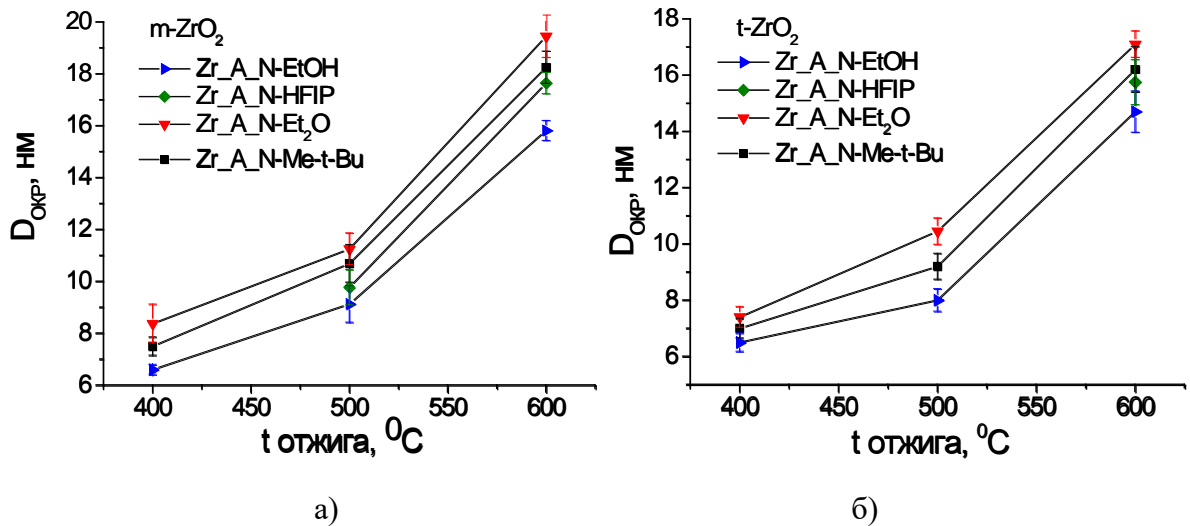 m-ZrO₂
Zr_A_N-EtOH
Zr_A_N-HFIP
Zr_A_N-Et₂O
Zr_A_N-Me-t-Bu
D_ОКР, нм
20
18
16
14
12
10
8
6
400 450 500 550 600
t отжига, ⁰C
а)
t-ZrO₂
Zr_A_N-EtOH
Zr_A_N-HFIP
Zr_A_N-Et₂O
Zr_A_N-Me-t-Bu
D_ОКР, нм
18
16
14
12
10
8
6
400 450 500 550 600
t отжига, ⁰C
б)